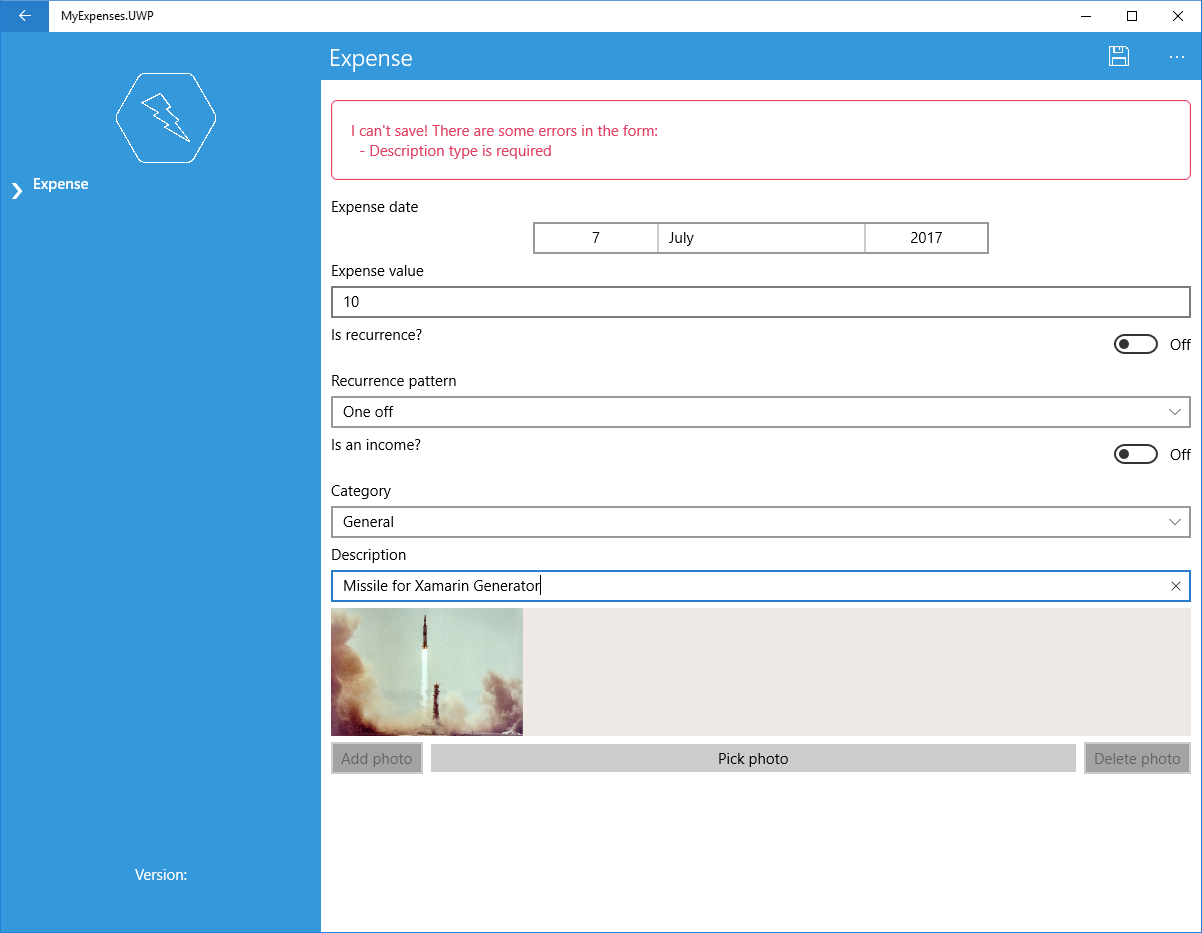 MyExpenses.UWP
Expense
...
Expense
I can't save! There are some errors in the form:
- Description type is required
Expense date
7 July 2017
Expense value
10
Is recurrence?
Off
Recurrence pattern
One off
Is an income?
Off
Category
General
Description
Missile for Xamarin Generator
Add photo Pick photo Delete photo
Version: